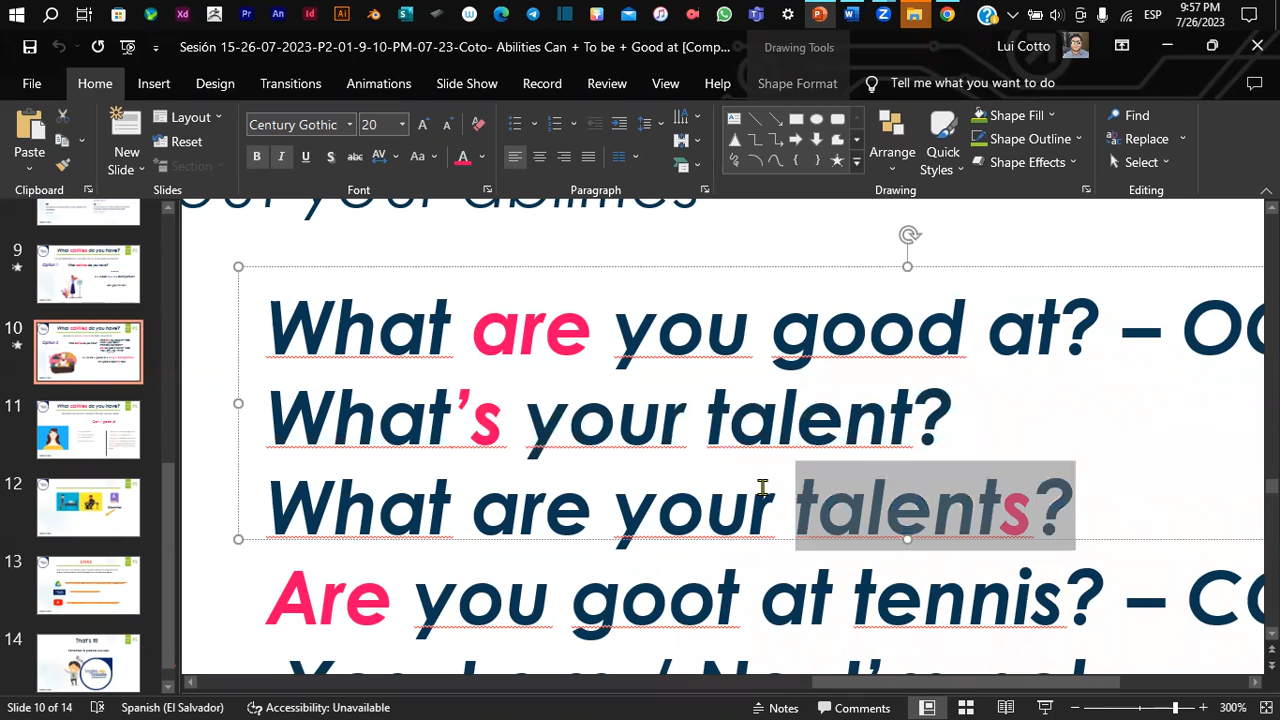 9:57 PM
ESP
7/26/2023
Sesión 15-26-07-2023-P2-01-9-10-PM-07-23-Coto- Abilities Can + To be + Good at [Comp...
Drawing Tools
Lui Cotto
File
Home
Insert
Design
Transitions
Animations
Slide Show
Record
Review
View
Help
Shape Format
Tell me what you want to do
Paste
New Slide
Layout
Reset
Section
Century Gothic
20
Arrange
Quick Styles
Shape Fill
Shape Outline
Shape Effects
Find
Replace
Select
Clipboard
Slides
Font
Paragraph
Drawing
Editing
9
10
11
12
13
14
That's it!
What are you good at? –
What's your talent?
What are your talents?
Are you goot at tennis? –
Slide 10 of 14
Spanish (El Salvador)
Accessibility: Unavailable
Notes
Comments
300%